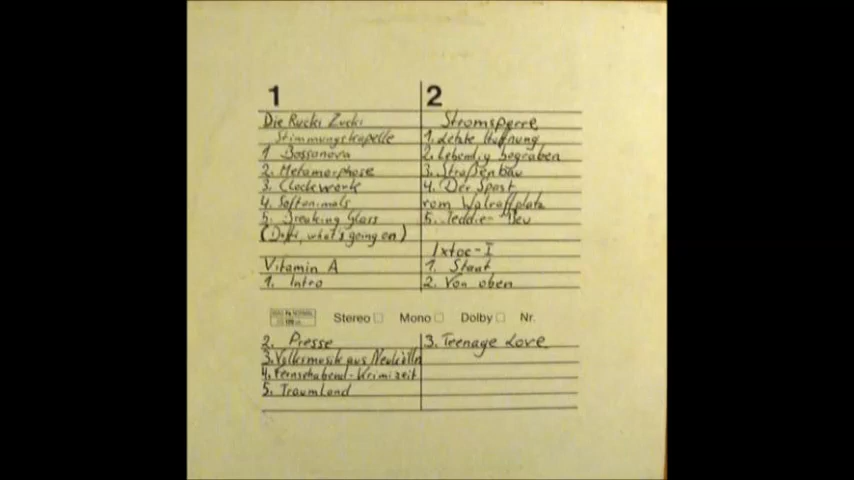 1
Die Rucki Zucki
Stimmungskapelle
1 Bossanova
2. Metamorphose
3. Clockwork
4. Softanimals
5. Breaking Glass
what's going on)
Vitamin A
1. Intro
2
Stromsperre
1. Letzte Hoffnung
2. Lebendig begraben
3. Straßenbau
4. Der Spast
vom Walroffplatz
5. Teddie-
Ixtoc-I
1. Staat
2. Von oben
Stereo Mono Dolby Nr.
2. Presse
3. Volksmusik aus Neukölln
4. Fernsehabend-Krimizeit
5. Traumland
3. Teenage Love